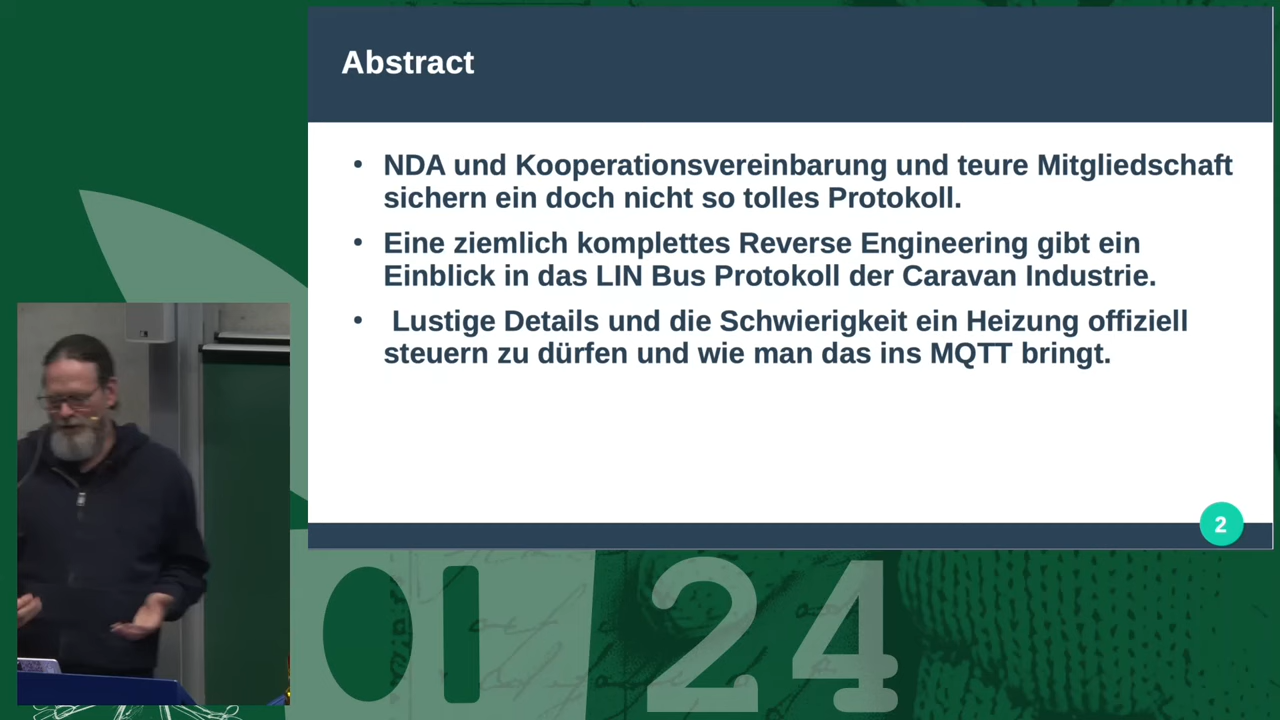 Abstract
• NDA und Kooperationsvereinbarung und teure Mitgliedschaft
sichern ein doch nicht so tolles Protokoll.
• Eine ziemlich komplettes Reverse Engineering gibt ein
Einblick in das LIN Bus Protokoll der Caravan Industrie.
• Lustige Details und die Schwierigkeit ein Heizung offiziell
steuern zu dürfen und wie man das ins MQTT bringt.
2
24